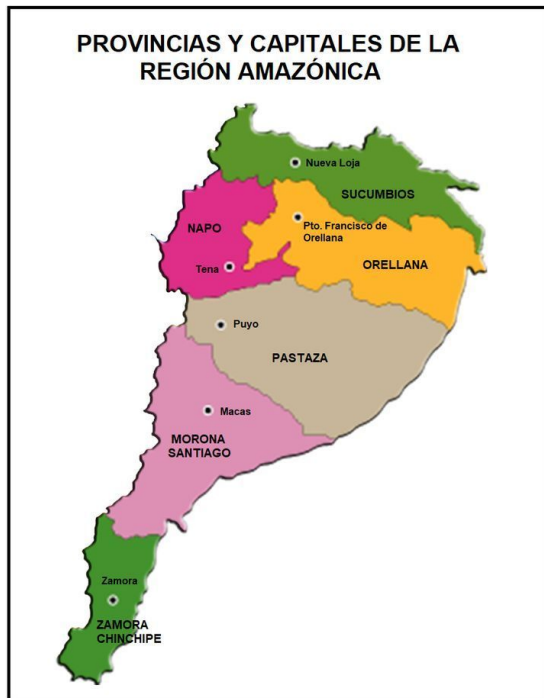 PROVINCIAS Y CAPITALES DE LA
REGIÓN AMAZÓNICA
Nueva Loja
SUCUMBIOS
NAPO
Pto. Francisco de
Orellana
ORELLANA
Tena
Puyo
PASTAZA
Macas
MORONA
SANTIAGO
Zamora
ZAMORA
CHINCHIPE